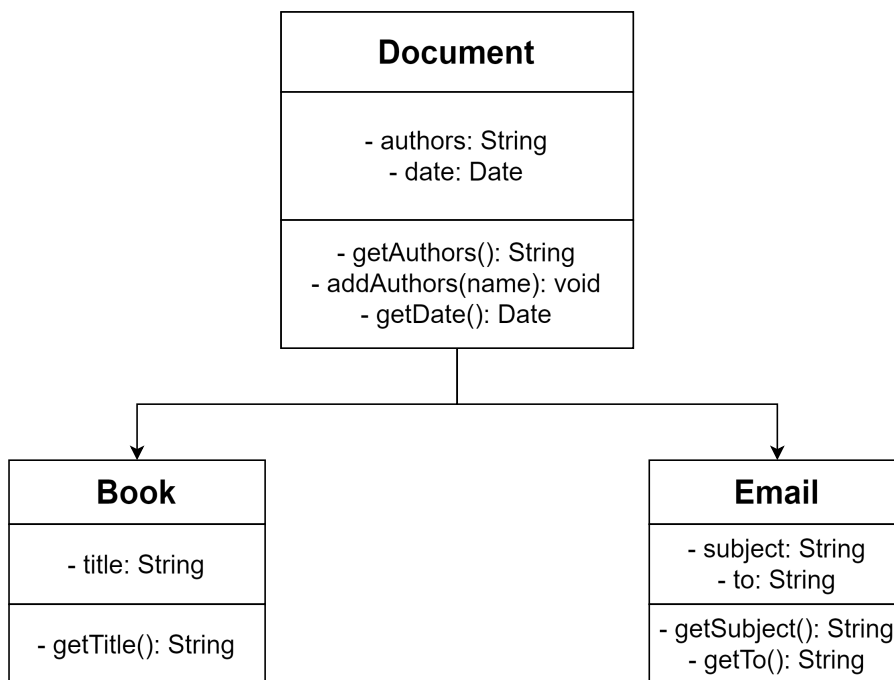 Document
- authors: String
- date: Date
- getAuthors(): String
- addAuthors(name): void
- getDate(): Date
Book
- title: String
- getTitle(): String
Email
- subject: String
- to: String
- getSubject(): String
- getTo(): String